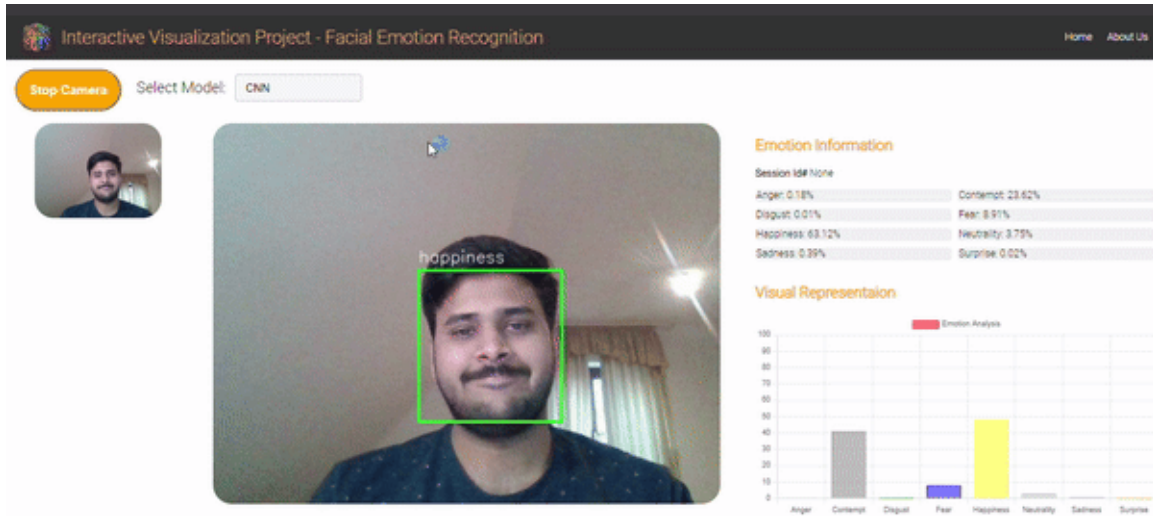 Interactive Visualization Project - Facial Emotion Recognition
Home About Us
Stop Camera Select Model: CNN
happiness
Emotion Information
Session Id# None
Anger: 0.18% Contempt: 23.62%
Disgust: 0.01% Fear: 8.91%
Happiness: 63.12% Neutrality: 3.75%
Sadness: 0.39% Surprise: 0.02%
Visual Representaion
Emotion Analysis
100
90
80
70
60
50
40
30
20
10
0
Anger Contempt Disgust Fear Happiness Neutrality Sadness Surprise